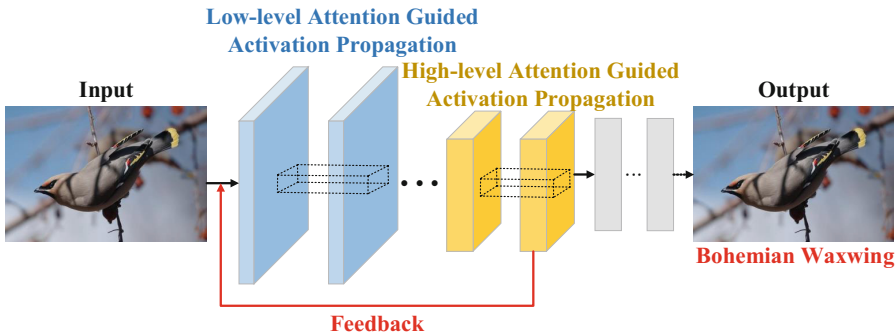 Low-level Attention Guided
Activation Propagation
High-level Attention Guided
Activation Propagation
Input
Output
Bohemian Waxwing
Feedback